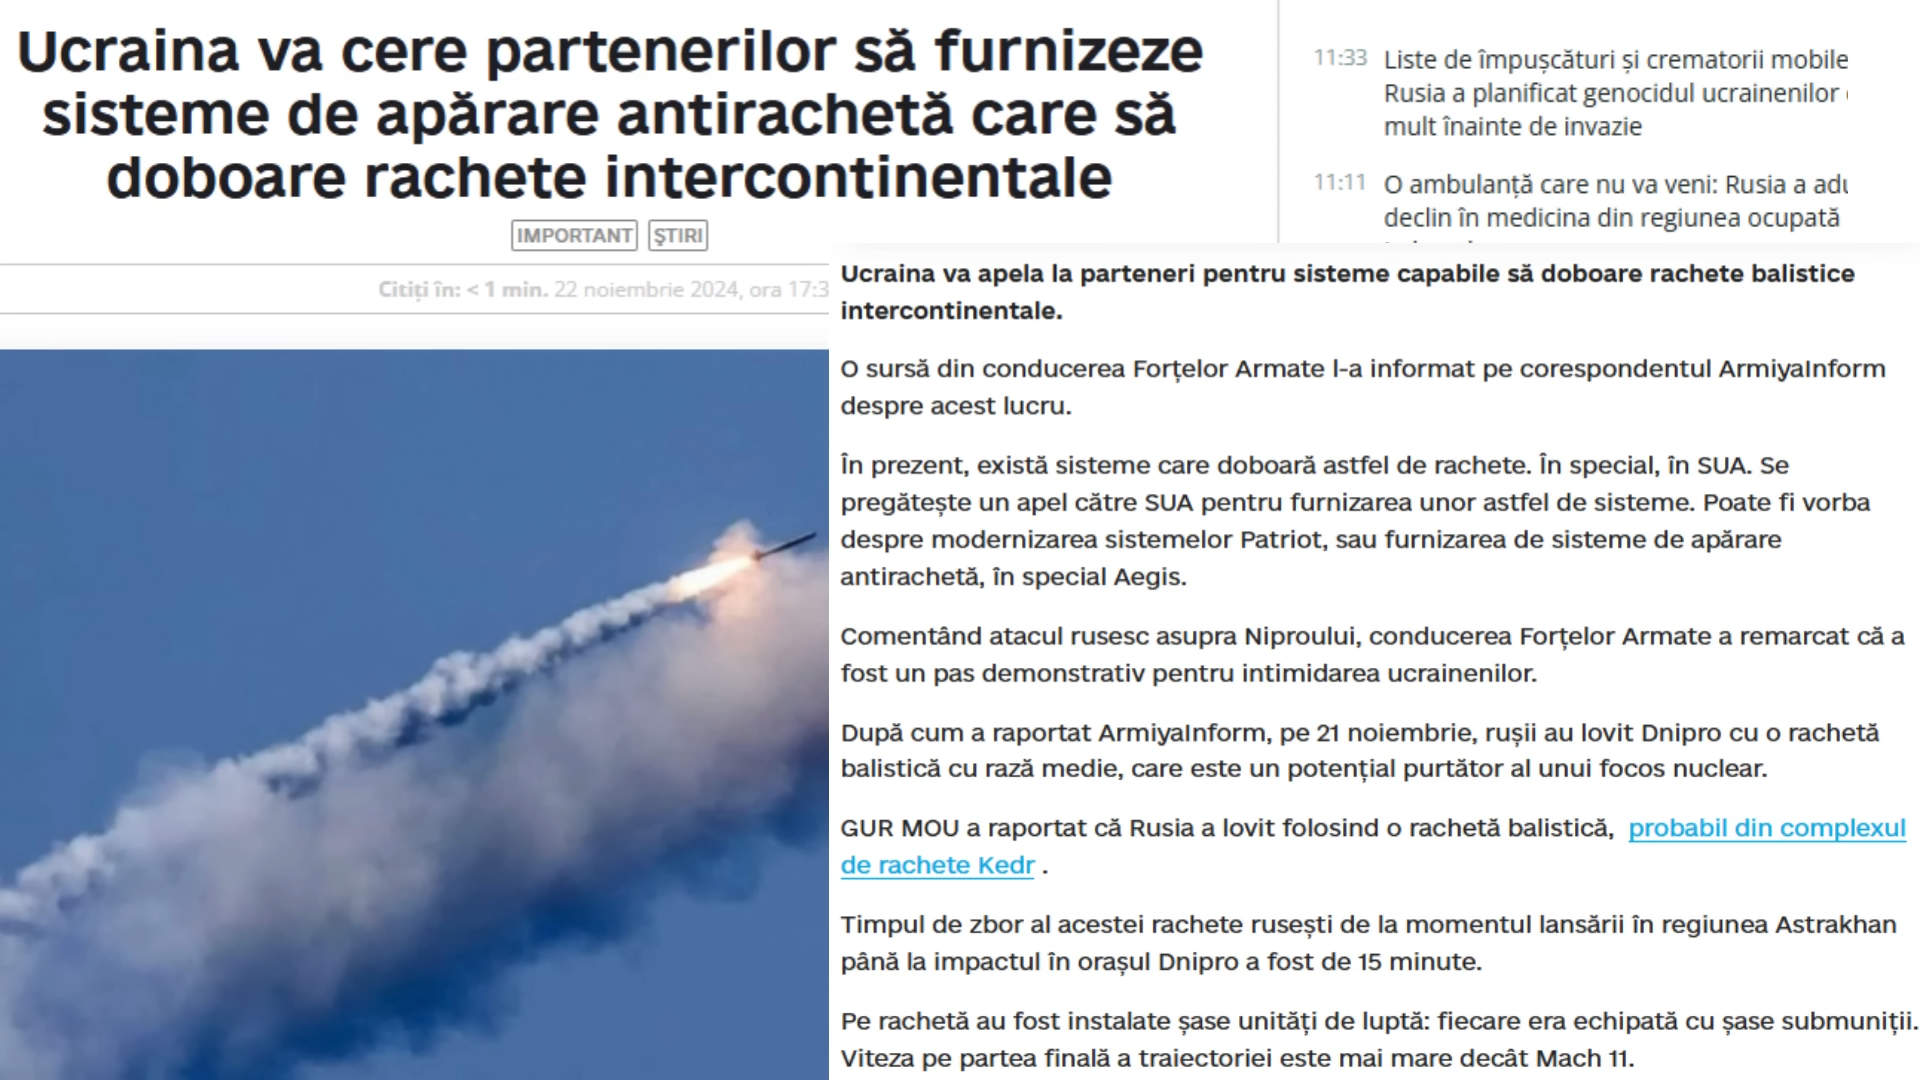 Ucraina va cere partenerilor să furnizeze
sisteme de apărare antirachetă care să
doboare rachete intercontinentale
IMPORTANT ŞTIRI
Citiți în: < 1 min. 22 noiembrie 2024, ora 17:3
11:33 Liste de împușcături și crematorii mobile
Rusia a planificat genocidul ucrainenilor
mult înainte de invazie
11:11 O ambulanță care nu va veni: Rusia a adu
declin în medicina din regiunea ocupată
Ucraina va apela la parteneri pentru sisteme capabile să doboare rachete balistice
intercontinentale.
O sursă din conducerea Forțelor Armate l-a informat pe corespondentul ArmiyaInform
despre acest lucru.
În prezent, există sisteme care doboară astfel de rachete. În special, în SUA. Se
pregătește un apel către SUA pentru furnizarea unor astfel de sisteme. Poate fi vorba
despre modernizarea sistemelor Patriot, sau furnizarea de sisteme de apărare
antirachetă, în special Aegis.
Comentând atacul rusesc asupra Niproului, conducerea Forțelor Armate a remarcat că a
fost un pas demonstrativ pentru intimidarea ucrainenilor.
După cum a raportat ArmiyaInform, pe 21 noiembrie, rușii au lovit Dnipro cu o rachetă
balistică cu rază medie, care este un potențial purtător al unui focos nuclear.
GUR MOU a raportat că Rusia a lovit folosind o rachetă balistică, probabil din complexul
de rachete Kedr .
Timpul de zbor al acestei rachete rusești de la momentul lansării în regiunea Astrakhan
până la impactul în orașul Dnipro a fost de 15 minute.
Pe rachetă au fost instalate șase unități de luptă: fiecare era echipată cu șase submuniții.
Viteza pe partea finală a traiectoriei este mai mare decât Mach 11.